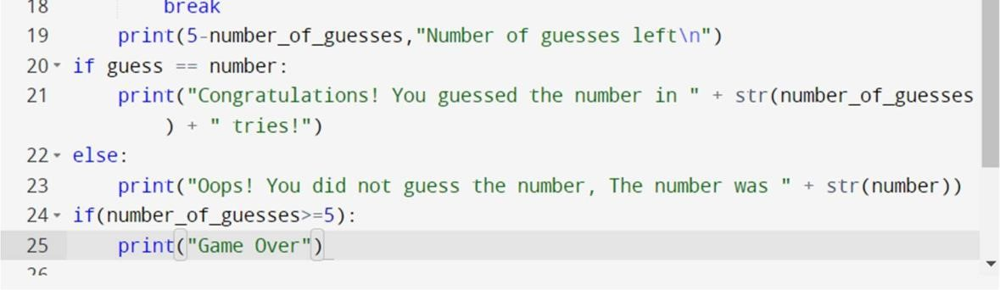 18 break
19 print(5-number_of_guesses,"Number of guesses left\n")
20 if guess == number:
21 print("Congratulations! You guessed the number in " + str(number_of_guesses
) + " tries!")
22 else:
23 print("Oops! You did not guess the number, The number was " + str(number))
24 if(number_of_guesses>=5):
25 print("Game Over")
26